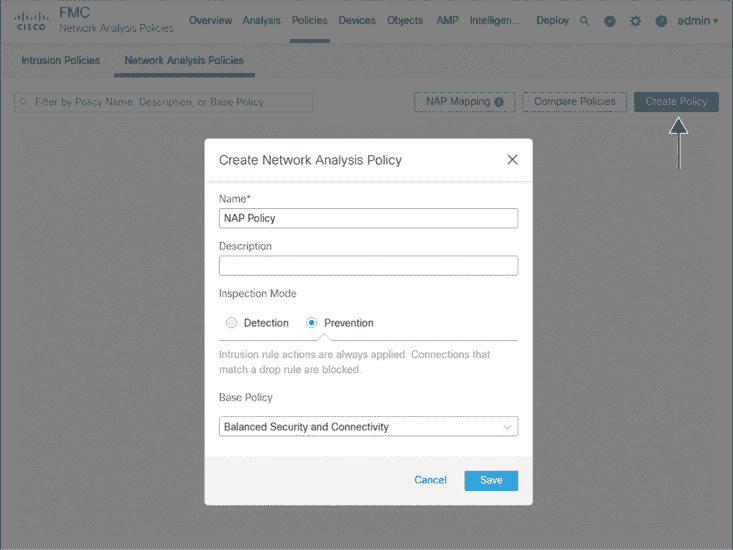 cisco
FMC
Network Analysis Policies
Overview Analysis Policies Devices Objects AMP Intelligen... Deploy admin
Intrusion Policies Network Analysis Policies
Filter by Policy Name, Description, or Base Policy NAP Mapping Compare Policies Create Policy
Create Network Analysis Policy
Name*
NAP Policy
Description
Inspection Mode
Detection Prevention
Intrusion rule actions are always applied. Connections that
match a drop rule are blocked.
Base Policy
Balanced Security and Connectivity
Cancel Save